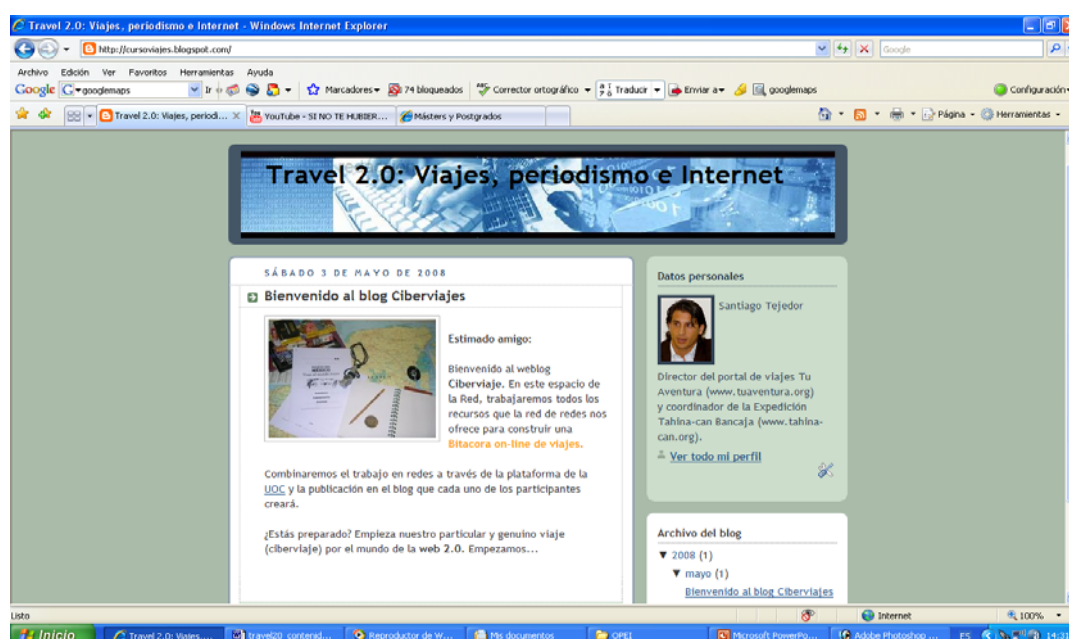 Travel 2.0: Viajes, periodismo e Internet - Windows Internet Explorer
http://cursoviajes.blogspot.com/
Google
Archivo Edición Ver Favoritos Herramientas Ayuda
Google googlemaps Ir Marcadores 74 bloqueados Corrector ortográfico Traducir Enviar a googlemaps Configuración
Travel 2.0: Viajes, periodi... YouTube - SI NO TE HUBIER... Másters y Postgrados Página Herramientas
Travel 2.0: Viajes, periodismo e Internet
SÁBADO 3 DE MAYO DE 2008
Bienvenido al blog Ciberviajes
Estimado amigo:
Bienvenido al weblog
Ciberviaje. En este espacio de
la Red, trabajaremos todos los
recursos que la red de redes nos
ofrece para construir una
Bitacora on-line de viajes.
Combinaremos el trabajo en redes a través de la plataforma de la
UOC y la publicación en el blog que cada uno de los participantes
creará.
¿Estás preparado? Empieza nuestro particular y genuino viaje
(ciberviaje) por el mundo de la web 2.0. Empezamos...
Datos personales
Santiago Tejedor
Director del portal de viajes Tu
Aventura (www.tuaventura.org)
y coordinador de la Expedición
Tahina-can Bancaja (www.tahina-
can.org).
Ver todo mi perfil
Archivo del blog
▼ 2008 (1)
▼ mayo (1)
Bienvenido al blog Ciberviajes
Listo Internet 100%
Inicio Travel 2.0: Viajes, ... travel20_contenid... Reproductor de W... Mis documentos OPEI Microsoft PowerPo... Adobe Photoshop ... ES 14:31